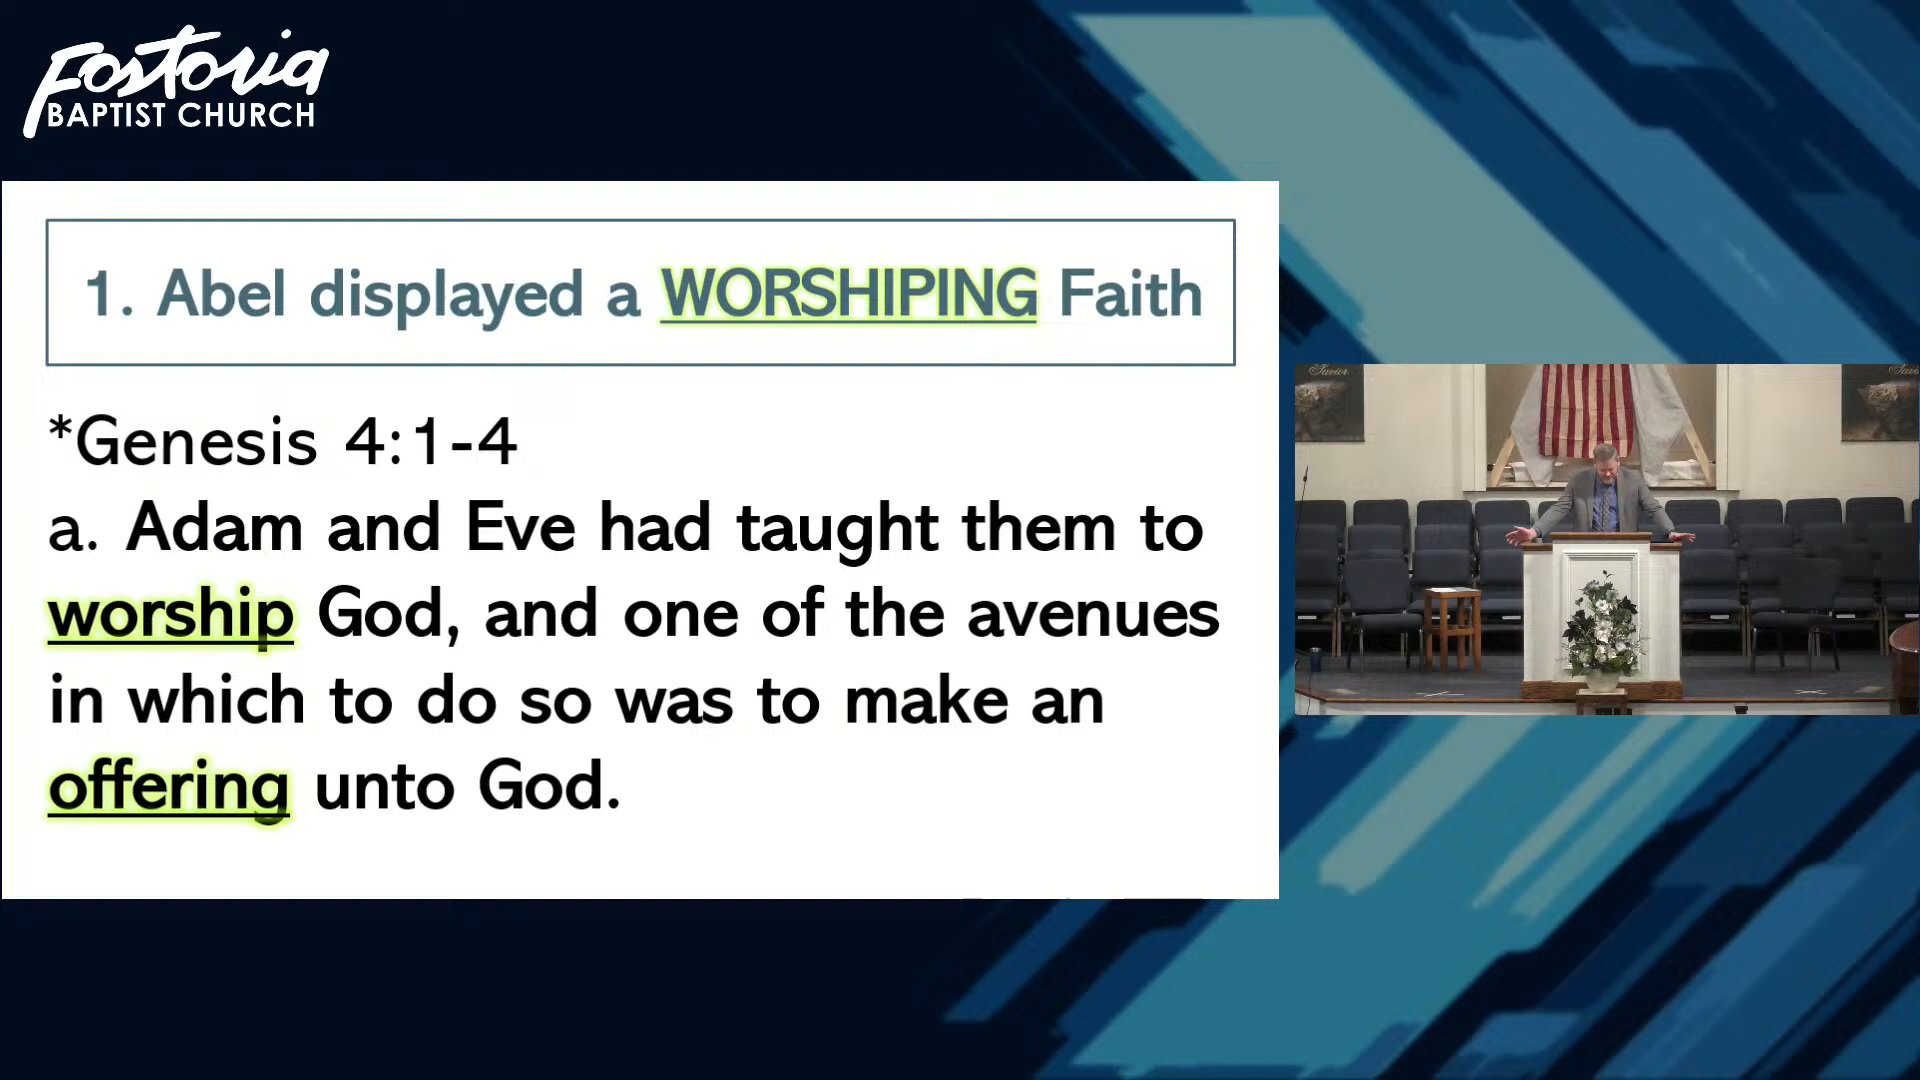 Fostoria
BAPTIST CHURCH
1. Abel displayed a WORSHIPING Faith
*Genesis 4:1-4
a. Adam and Eve had taught them to
worship God, and one of the avenues
in which to do so was to make an
offering unto God.
Savior